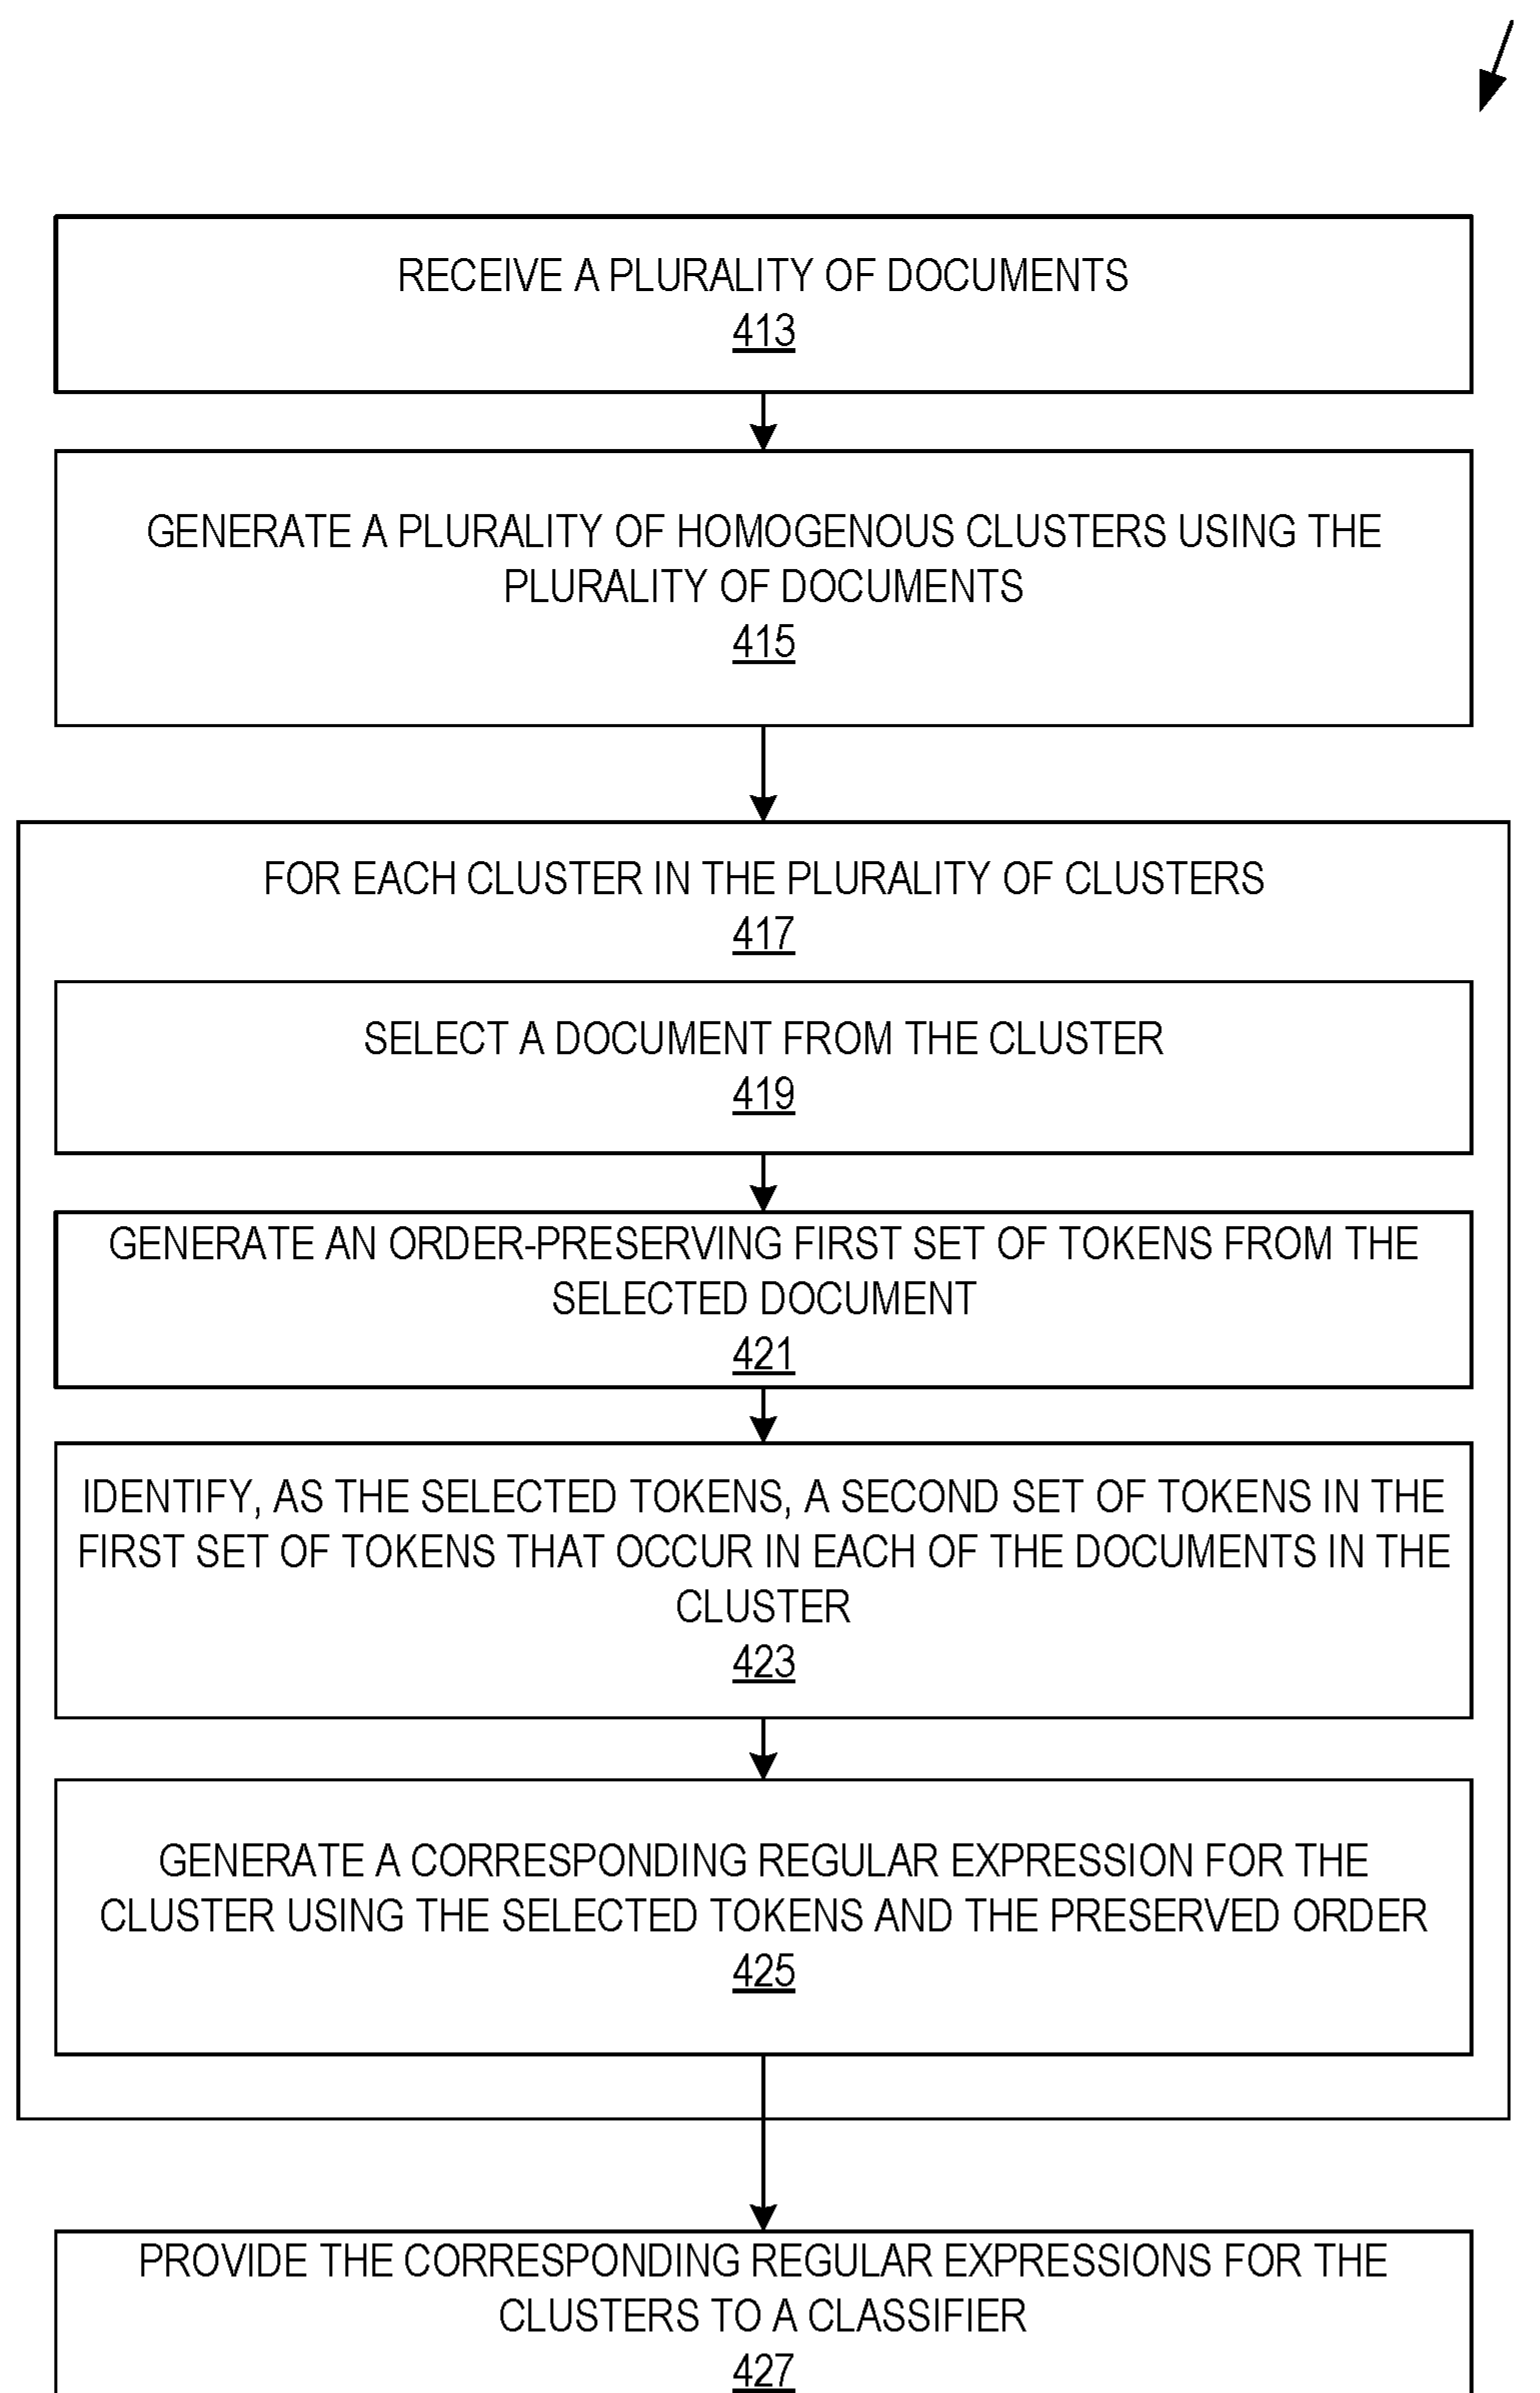 RECEIVE A PLURALITY OF DOCUMENTS
413
GENERATE A PLURALITY OF HOMOGENOUS CLUSTERS USING THE
PLURALITY OF DOCUMENTS
415
FOR EACH CLUSTER IN THE PLURALITY OF CLUSTERS
417
SELECT A DOCUMENT FROM THE CLUSTER
419
GENERATE AN ORDER-PRESERVING FIRST SET OF TOKENS FROM THE
SELECTED DOCUMENT
421
IDENTIFY, AS THE SELECTED TOKENS, A SECOND SET OF TOKENS IN THE
FIRST SET OF TOKENS THAT OCCUR IN EACH OF THE DOCUMENTS IN THE
CLUSTER
423
GENERATE A CORRESPONDING REGULAR EXPRESSION FOR THE
CLUSTER USING THE SELECTED TOKENS AND THE PRESERVED ORDER
425
PROVIDE THE CORRESPONDING REGULAR EXPRESSIONS FOR THE
CLUSTERS TO A CLASSIFIER
427